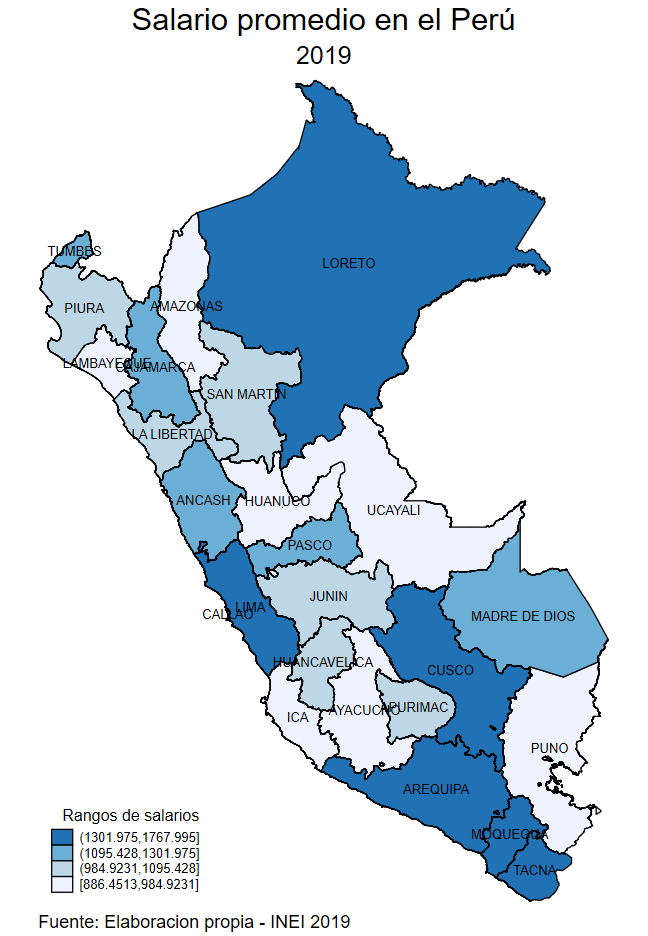 Salario promedio en el Perú
2019
LORETO
TUMBES
AMAZONAS
PIURA
LAMBAYEQUE
CAJAMARCA
SAN MARTIN
LA LIBERTAD
ANCASH
HUANUCO
UCAYALI
PASCO
JUNIN
LIMA
CALLAO
MADRE DE DIOS
HUANCAVELICA
CUSCO
APURIMAC
AYACUCHO
ICA
PUNO
AREQUIPA
MOQUEGUA
TACNA
Rangos de salarios
(1301.975,1767.995]
(1095.428,1301.975]
(984.9231,1095.428]
[886.4513,984.9231]
Fuente: Elaboracion propia - INEI 2019